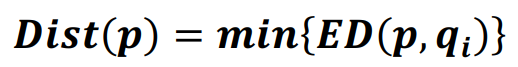 Dist(p) = min{ED(p, qᵢ)}